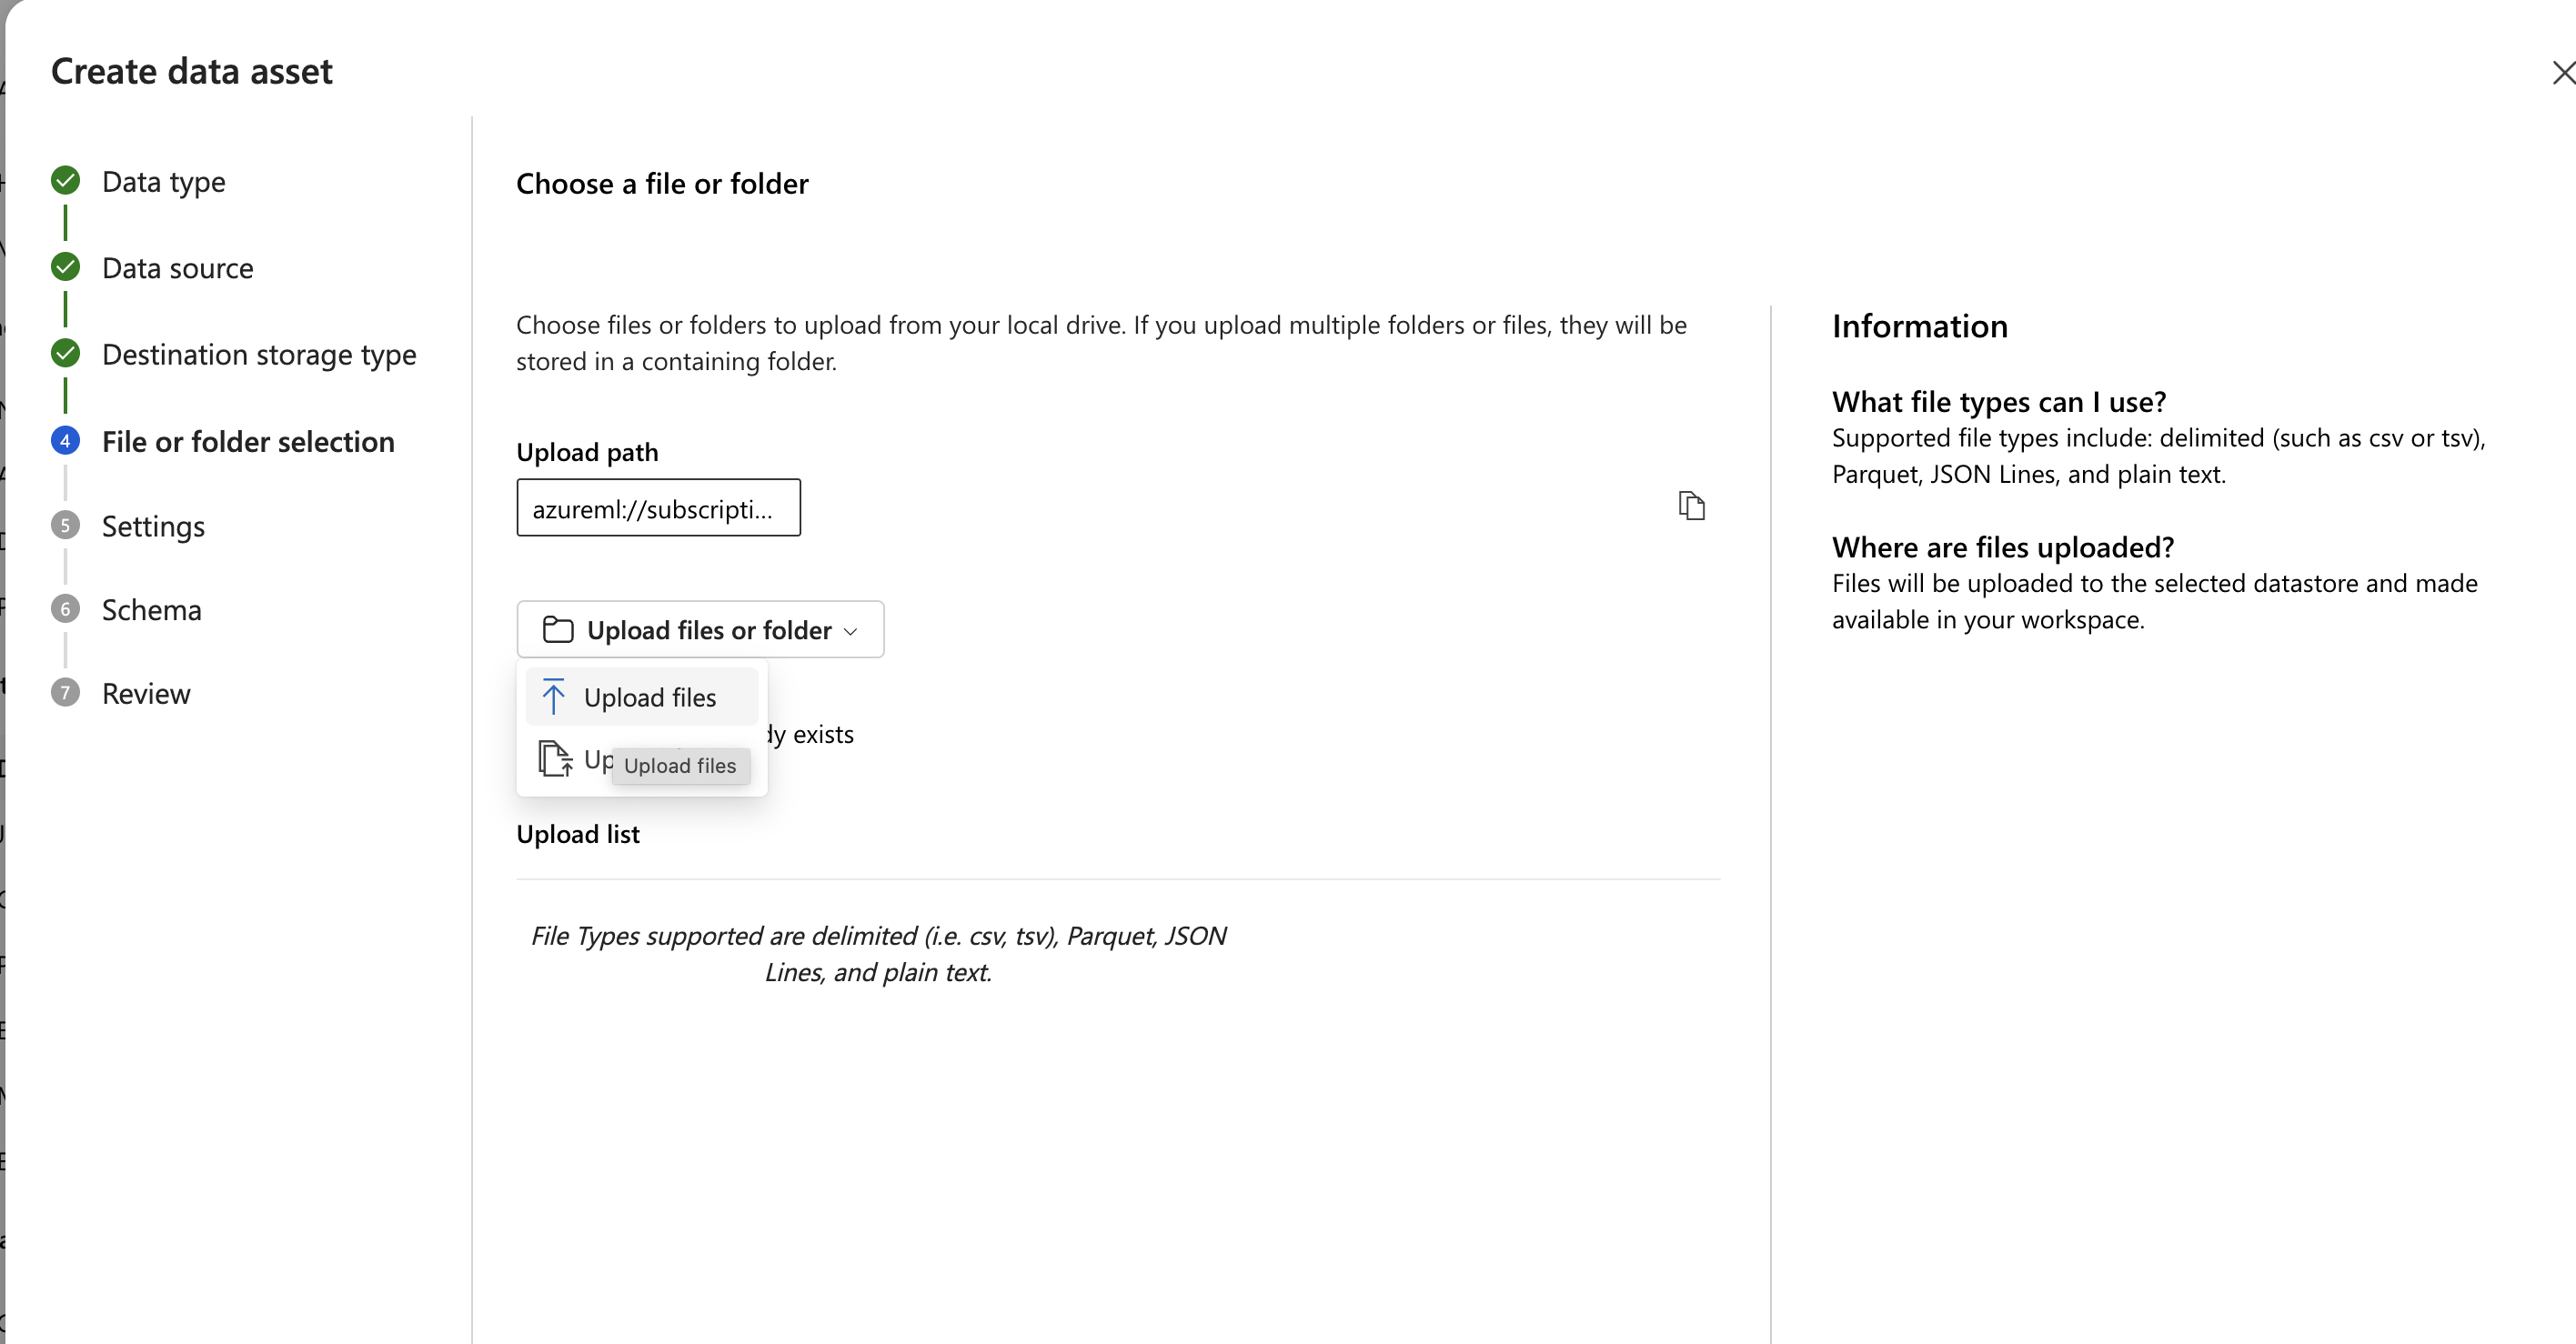 Create data asset
Data type
Data source
Destination storage type
4 File or folder selection
5 Settings
6 Schema
7 Review
Choose a file or folder
Choose files or folders to upload from your local drive. If you upload multiple folders or files, they will be
stored in a containing folder.
Upload path
azureml://subscripti...
Upload files or folder
Upload files
exists
Upload files
Upload list
File Types supported are delimited (i.e. csv, tsv), Parquet, JSON
Lines, and plain text.
Information
What file types can I use?
Supported file types include: delimited (such as csv or tsv),
Parquet, JSON Lines, and plain text.
Where are files uploaded?
Files will be uploaded to the selected datastore and made
available in your workspace.